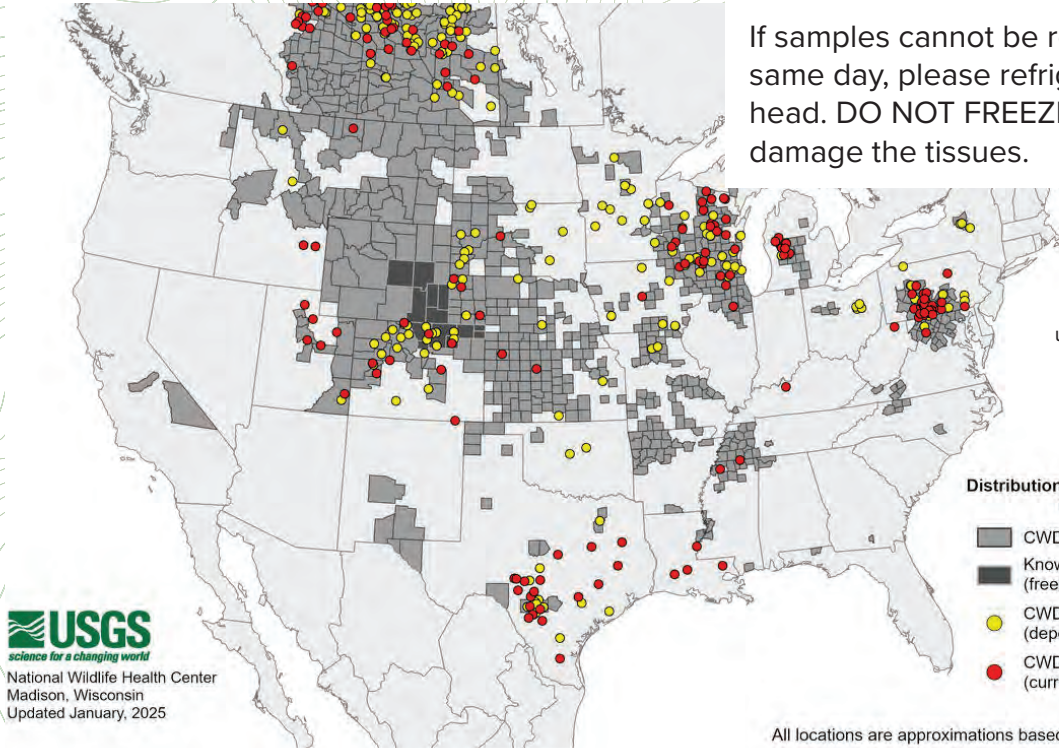 If samples cannot be r
same day, please refrig
head. DO NOT FREEZ
damage the tissues.
u
Distribution
CWD
Know
(free
CWD
(depo
CWD
(curr
USGS
science for a changing world
National Wildlife Health Center
Madison, Wisconsin
Updated January, 2025
All locations are approximations based